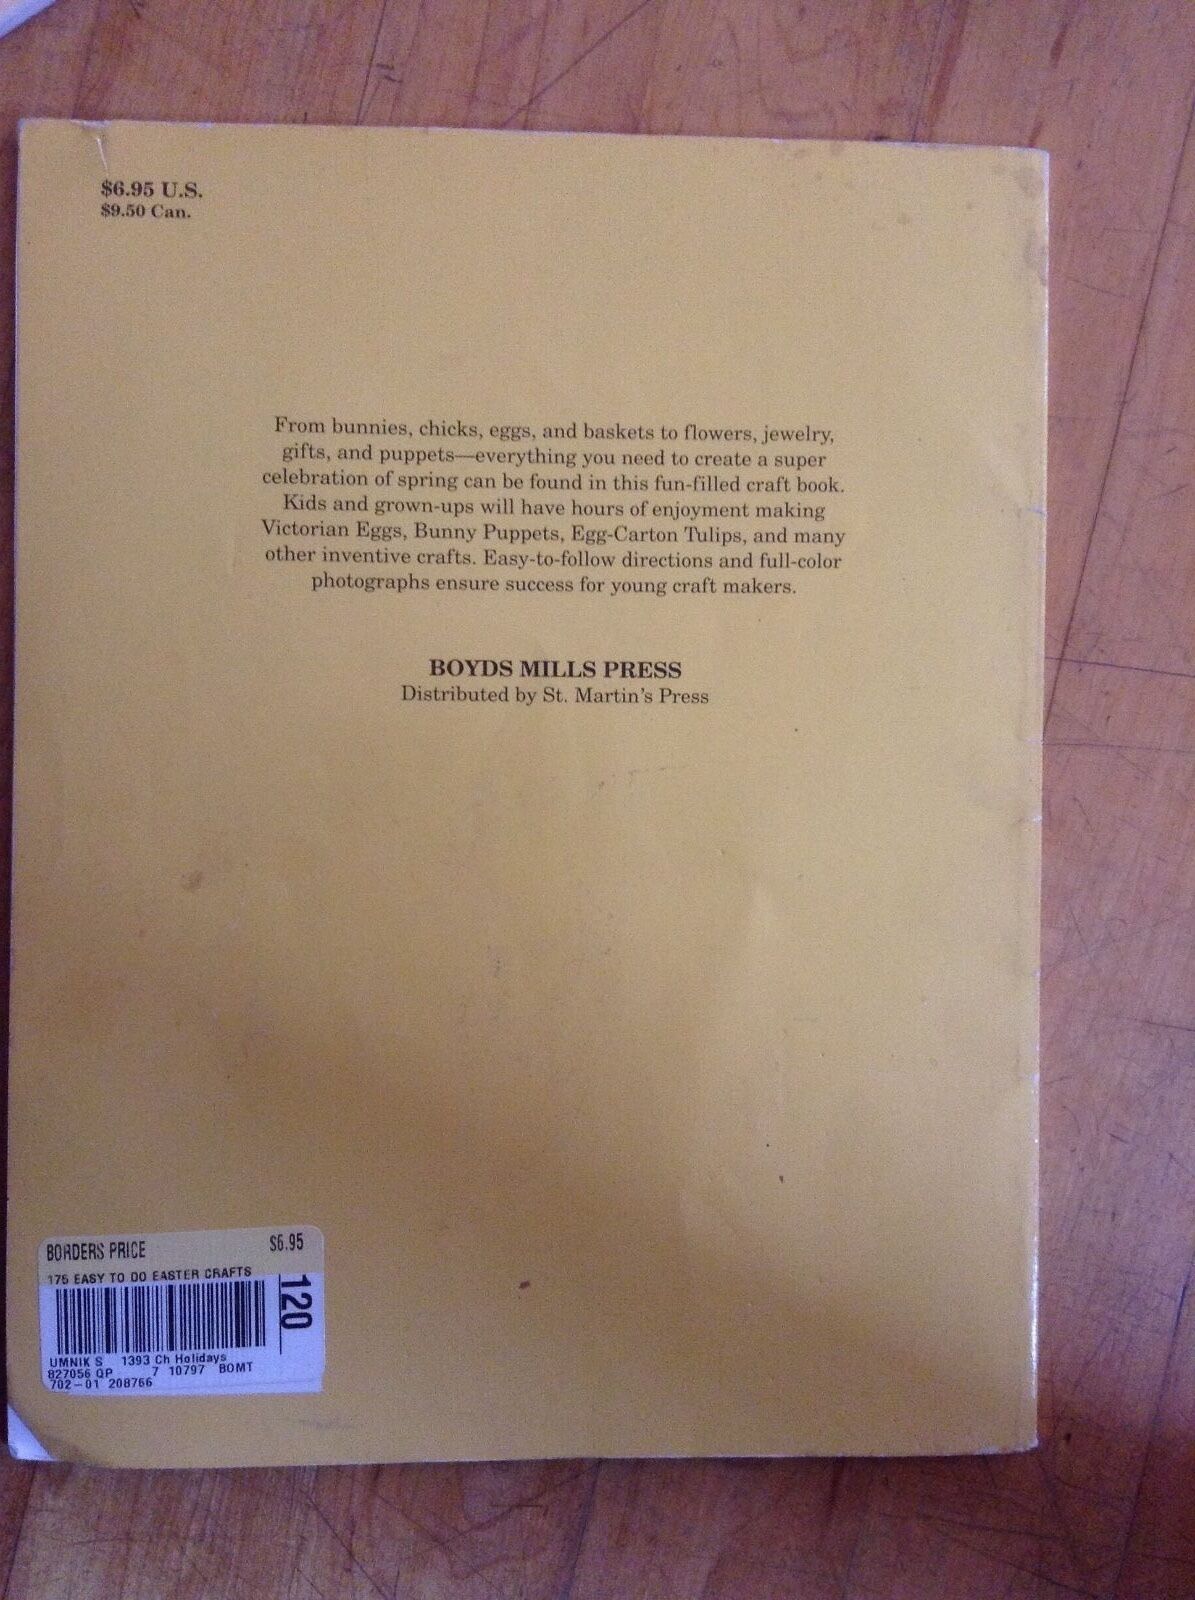 $6.95 U.S.
$9.50 Can.
From bunnies, chicks, eggs, and baskets to flowers, jewelry,
gifts, and puppets—everything you need to create a super
celebration of spring can be found in this fun-filled craft book.
Kids and grown-ups will have hours of enjoyment making
Victorian Eggs, Bunny Puppets, Egg-Carton Tulips, and many
other inventive crafts. Easy-to-follow directions and full-color
photographs ensure success for young craft makers.
BOYDS MILLS PRESS
Distributed by St. Martin's Press
BORDERS PRICE $6.95
175 EASY TO DO EASTER CRAFTS
120
UMNIK S 1393 Ch Holidays
827056 QP 7 10797 BOMT
702-01 208766